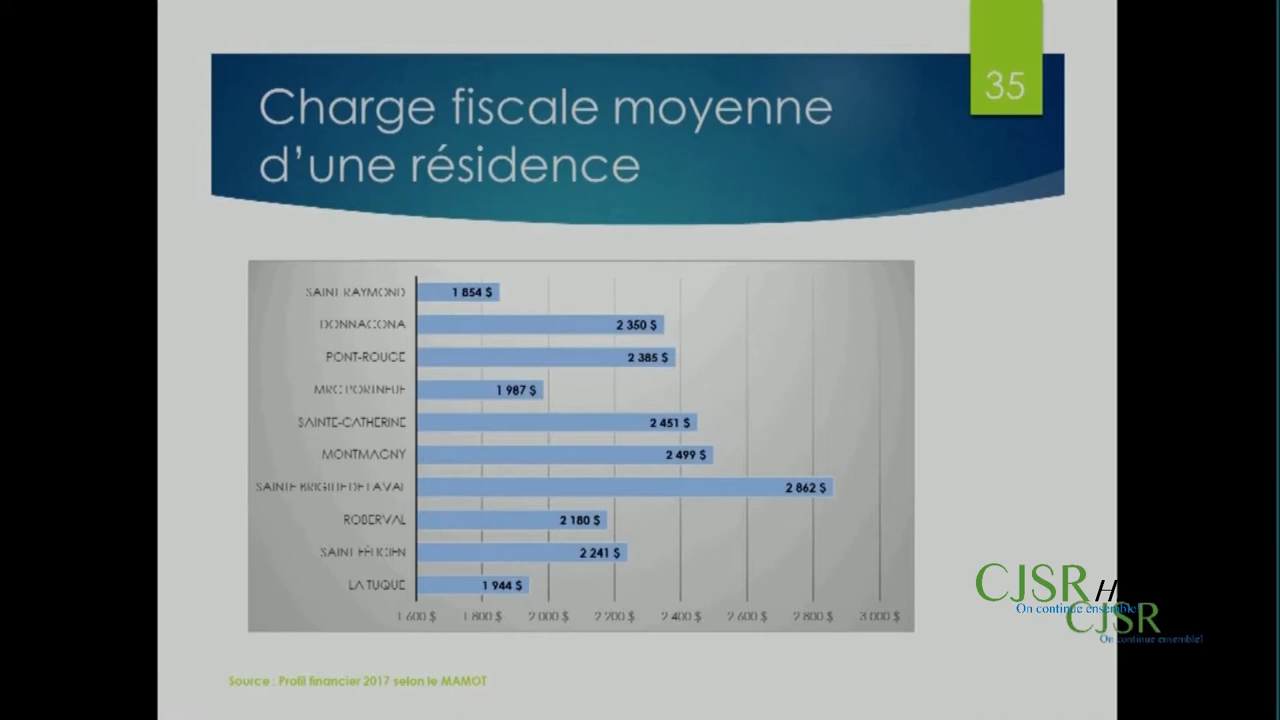 35
Charge fiscale moyenne
d’une résidence
SAINT-RAYMOND 1 854 $
DONNACONA 2 350 $
PONT-ROUGE 2 385 $
MRC PORTNEUF 1 987 $
SAINTE-CATHERINE 2 451 $
MONTMAGNY 2 499 $
SAINTE BRIGITTE DE LAVAL 2 862 $
ROBERVAL 2 180 $
SAINT FÉLICIEN 2 241 $
LA TUQUE 1 944 $
1 600 $ 1 800 $ 2 000 $ 2 200 $ 2 400 $ 2 600 $ 2 800 $ 3 000 $
Source : Profil financier 2017 selon le MAMOT
CJSR H
On continue ensemble!
CJSR
On continue ensemble!